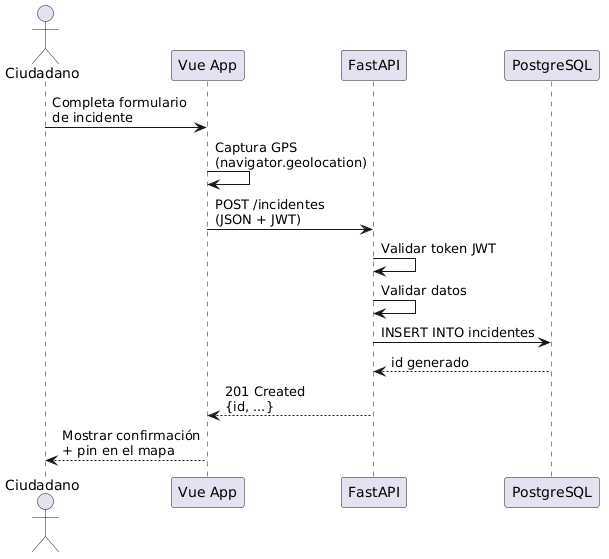 Ciudadano
Vue App
FastAPI
PostgreSQL
Completa formulario
de incidente
Captura GPS
(navigator.geolocation)
POST /incidentes
(JSON + JWT)
Validar token JWT
Validar datos
INSERT INTO incidentes
id generado
201 Created
{id, ...}
Mostrar confirmación
+ pin en el mapa
Ciudadano
Vue App
FastAPI
PostgreSQL